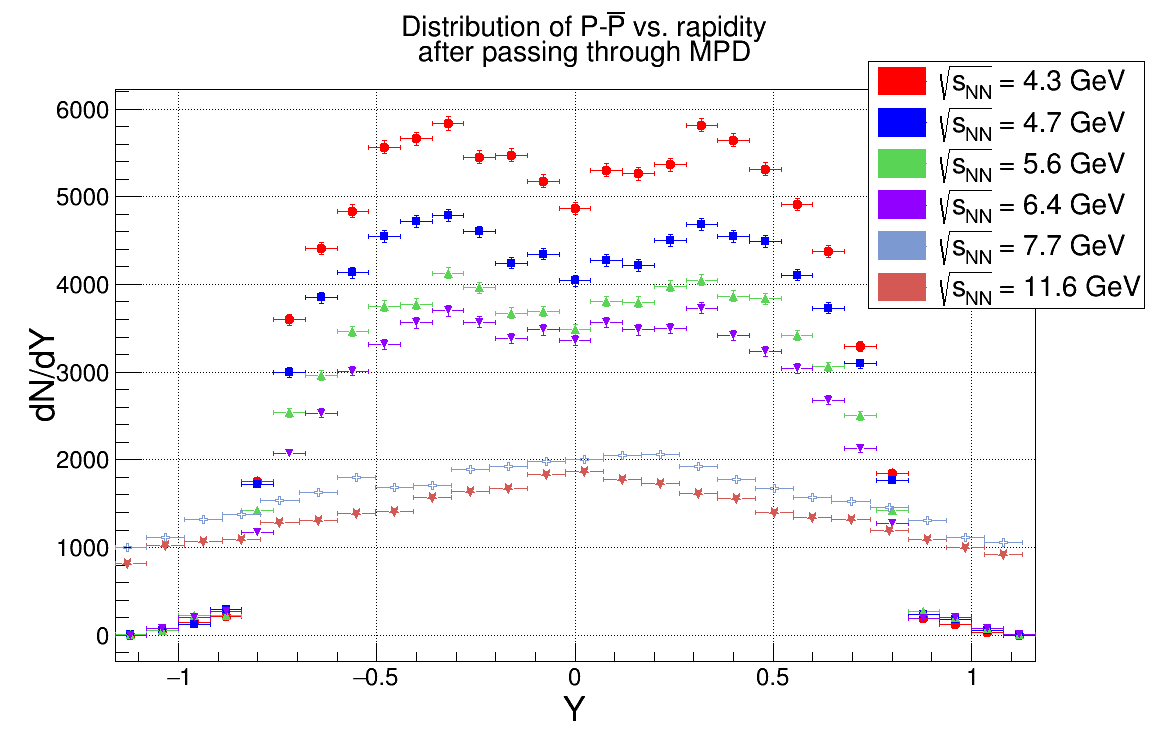 Distribution of P-P̅ vs. rapidity
after passing through MPD
√sNN = 4.3 GeV
√sNN = 4.7 GeV
√sNN = 5.6 GeV
√sNN = 6.4 GeV
√sNN = 7.7 GeV
√sNN = 11.6 GeV
dN/dY
6000
5000
4000
3000
2000
1000
0
−1
−0.5
0
0.5
1
Y